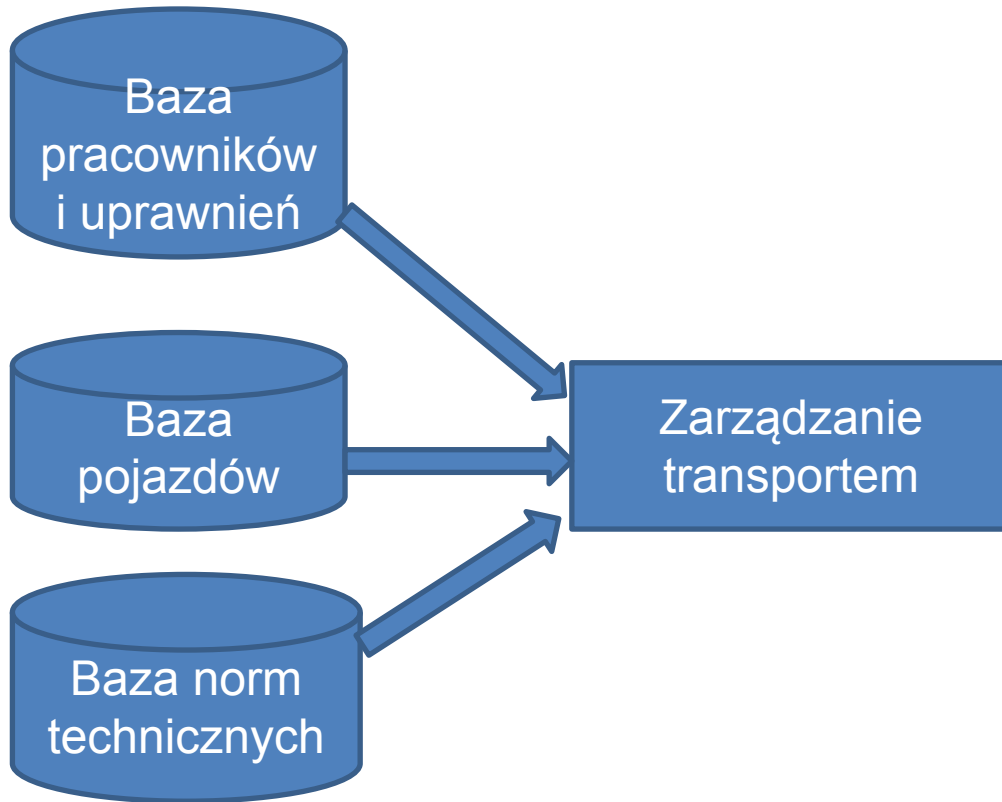 Baza
pracowników
i uprawnień
Baza
pojazdów
Zarządzanie
transportem
Baza norm
technicznych